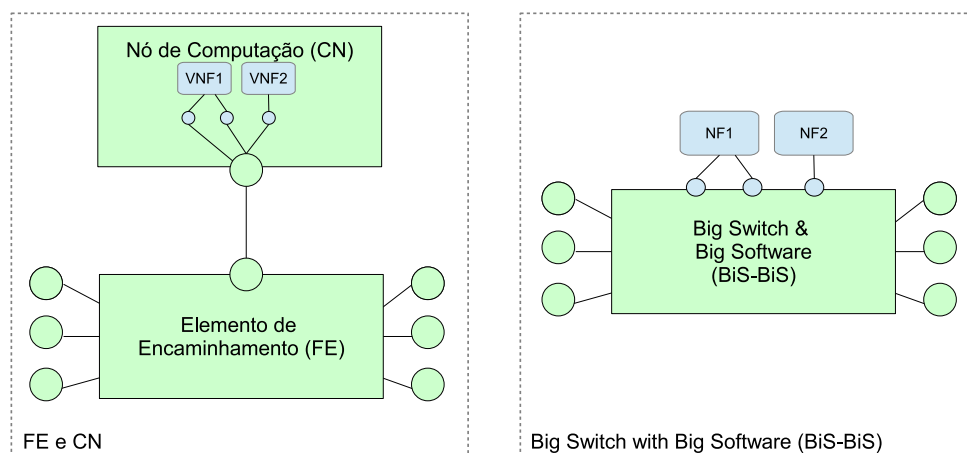 Nó de Computação (CN)
VNF1
VNF2
Elemento de
Encaminhamento (FE)
FE e CN
NF1
NF2
Big Switch &
Big Software
(BiS-BiS)
Big Switch with Big Software (BiS-BiS)